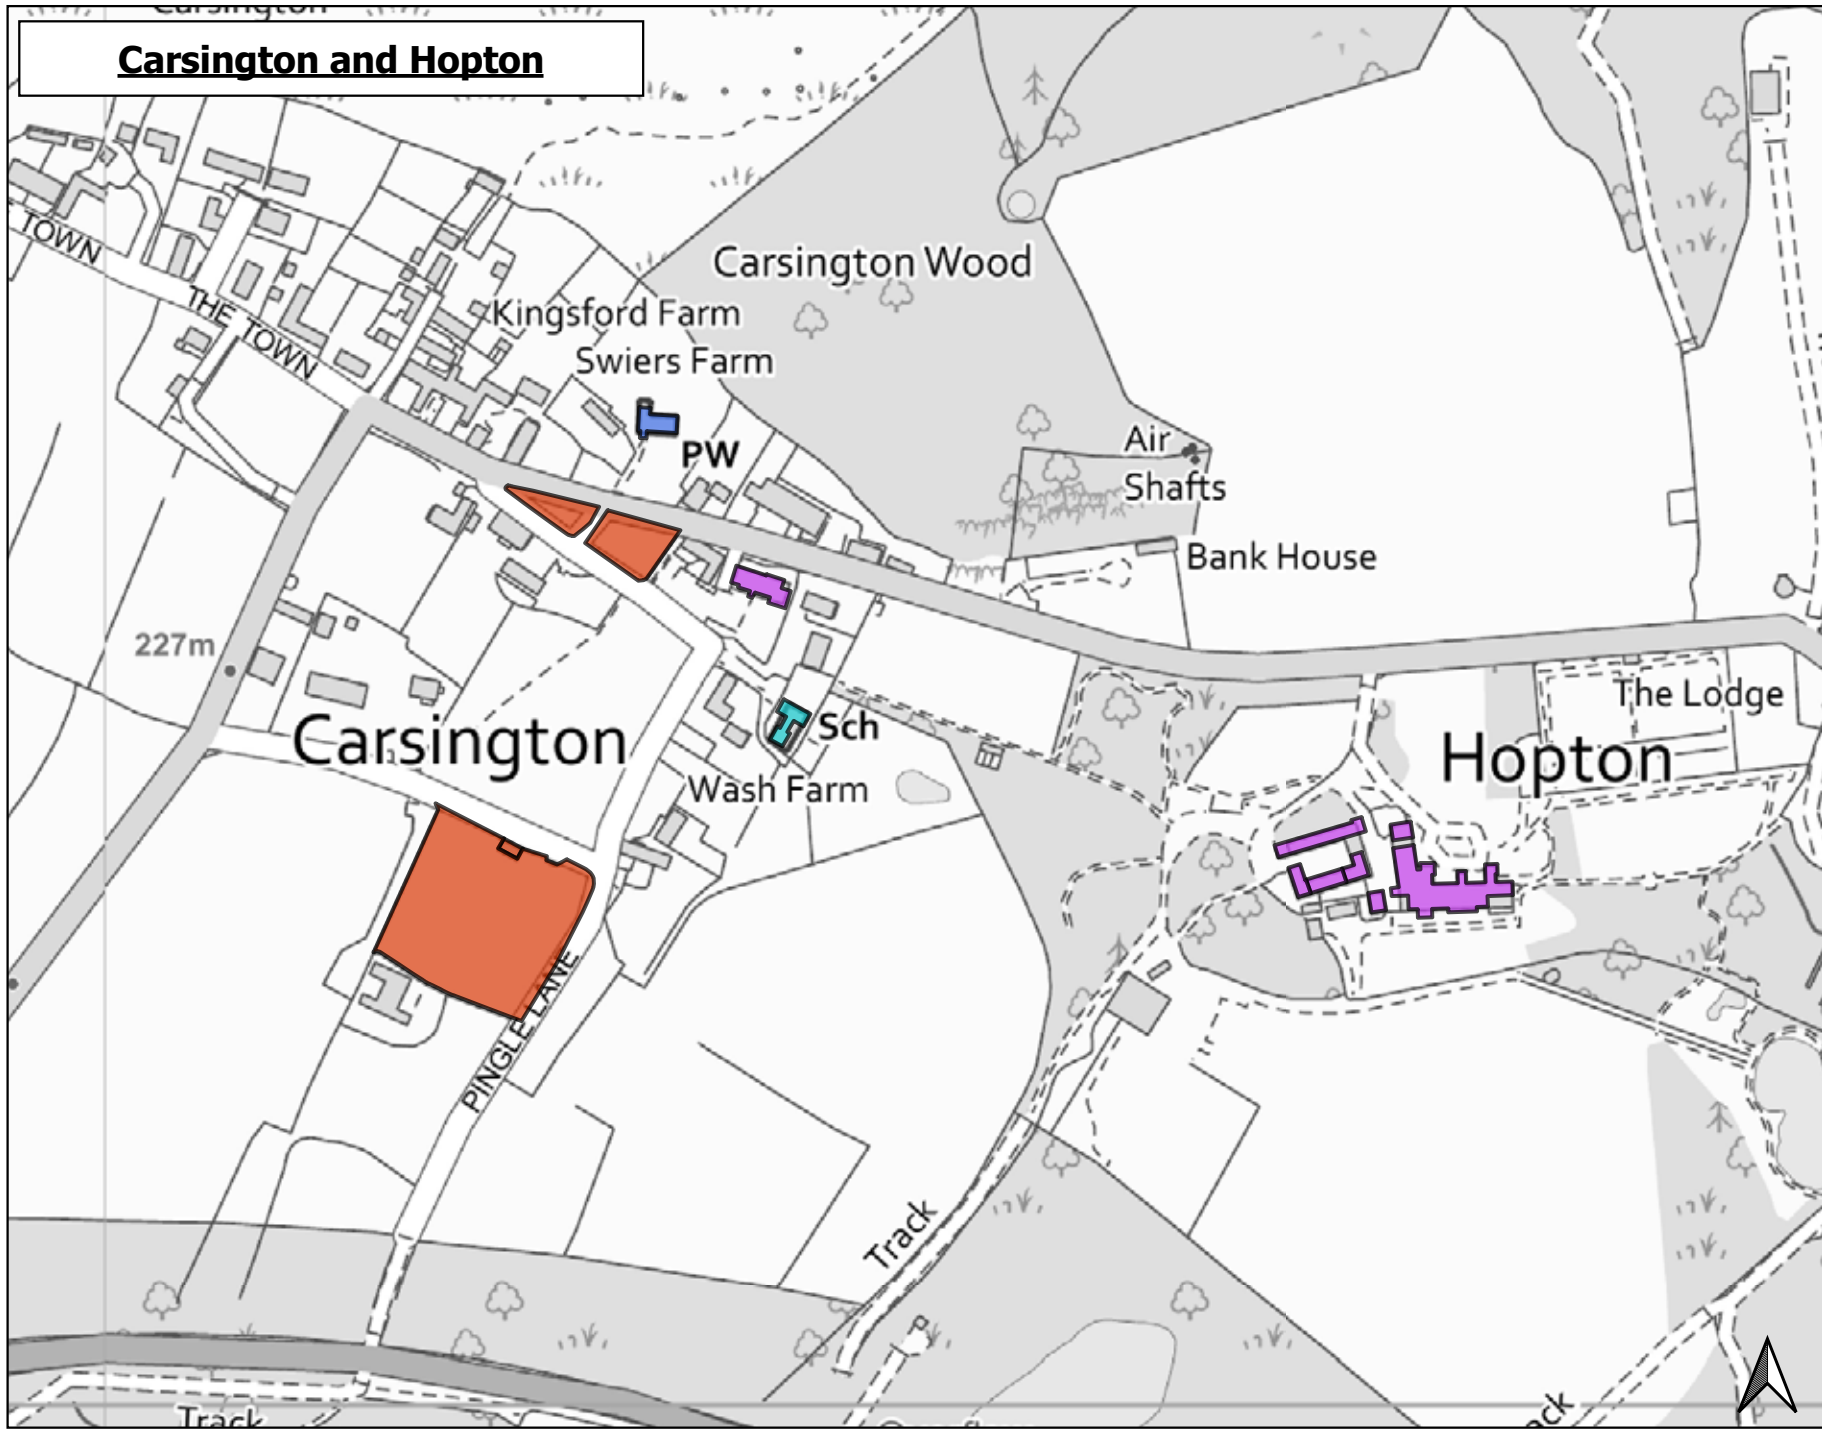 Carsington
Carsington and Hopton
TOWN
THE TOWN
Carsington Wood
Kingsford Farm
Swiers Farm
PW
Air
Shafts
Bank House
227m
The Lodge
Carsington
Sch
Hopton
Wash Farm
PINGLE LANE
Track
Track